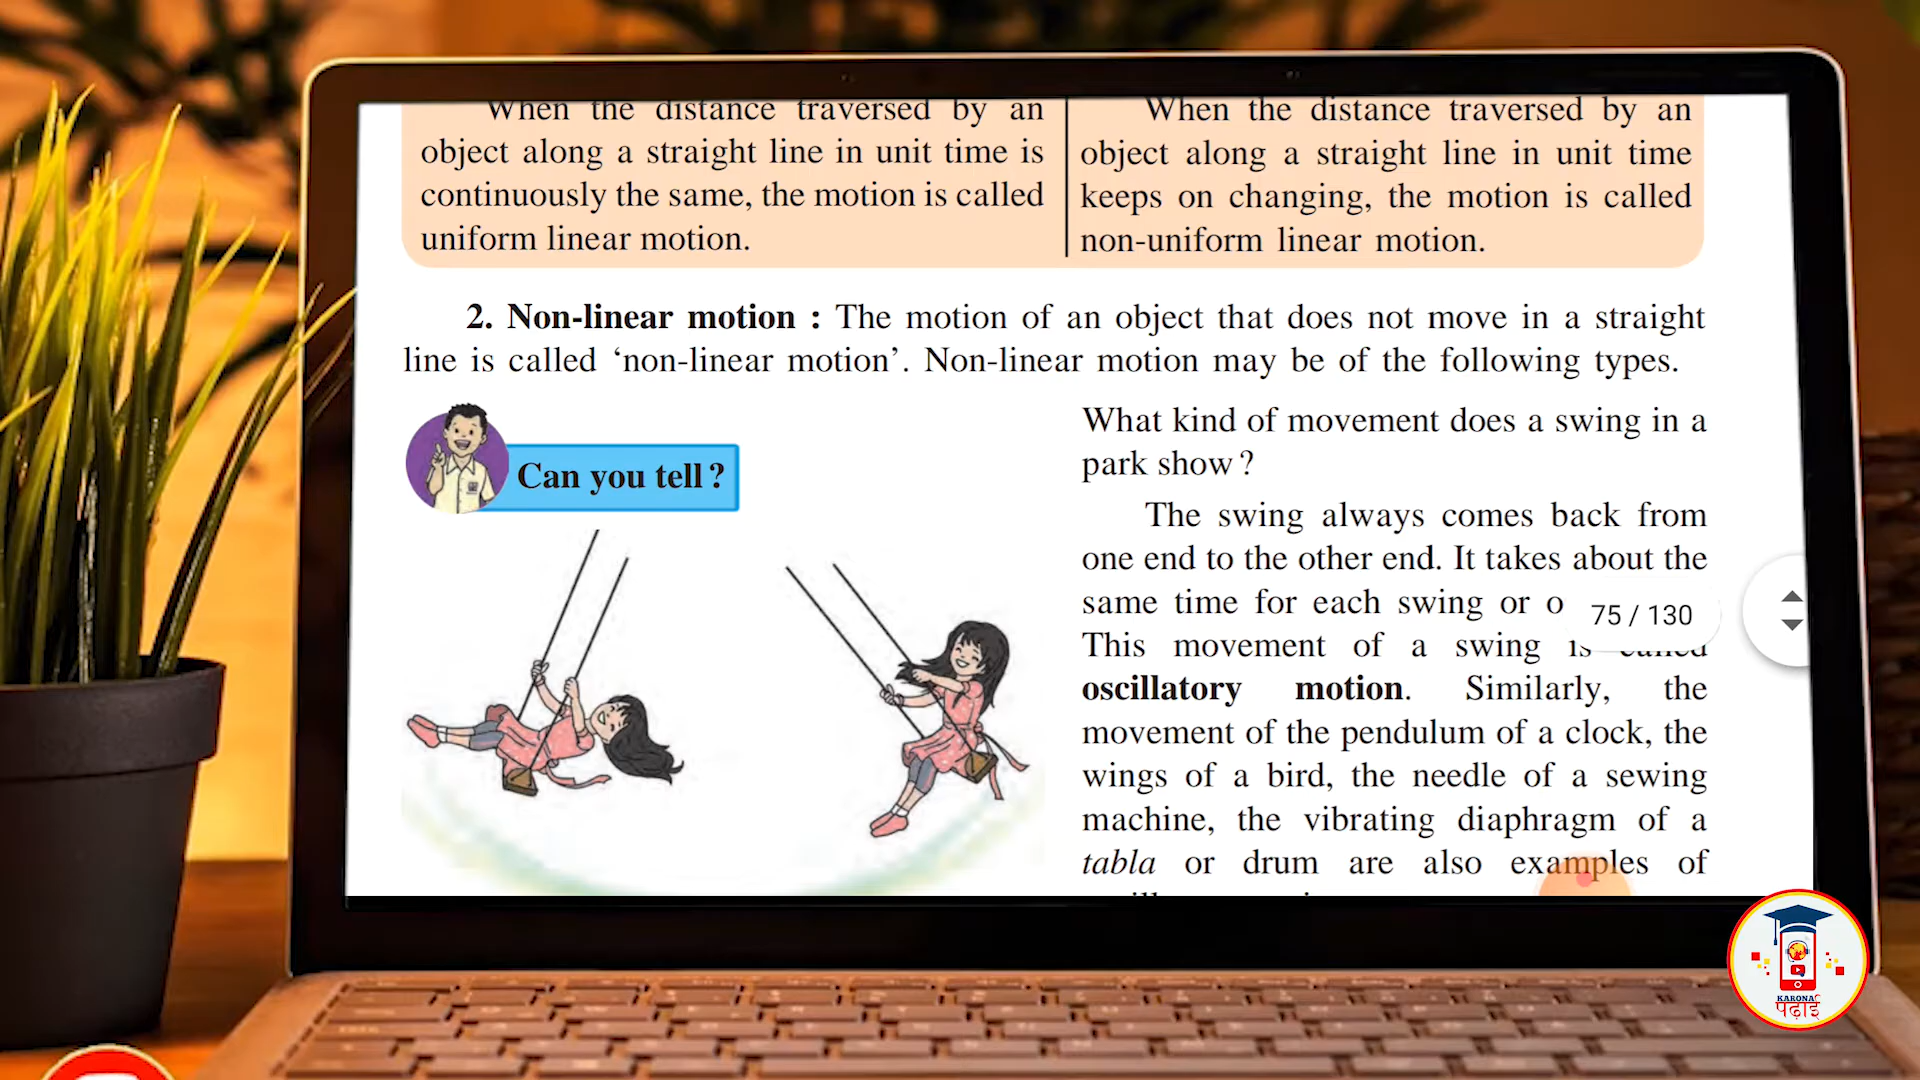 When the distance traversed by an
object along a straight line in unit time is
continuously the same, the motion is called
uniform linear motion.
When the distance traversed by an
object along a straight line in unit time
keeps on changing, the motion is called
non-uniform linear motion.
2. Non-linear motion : The motion of an object that does not move in a straight
line is called ‘non-linear motion’. Non-linear motion may be of the following types.
Can you tell ?
What kind of movement does a swing in a
park show ?
The swing always comes back from
one end to the other end. It takes about the
same time for each swing or
75 / 130
This movement of a swing is called
oscillatory motion. Similarly, the
movement of the pendulum of a clock, the
wings of a bird, the needle of a sewing
machine, the vibrating diaphragm of a
tabla or drum are also examples of
KARONA
पढ़ाई